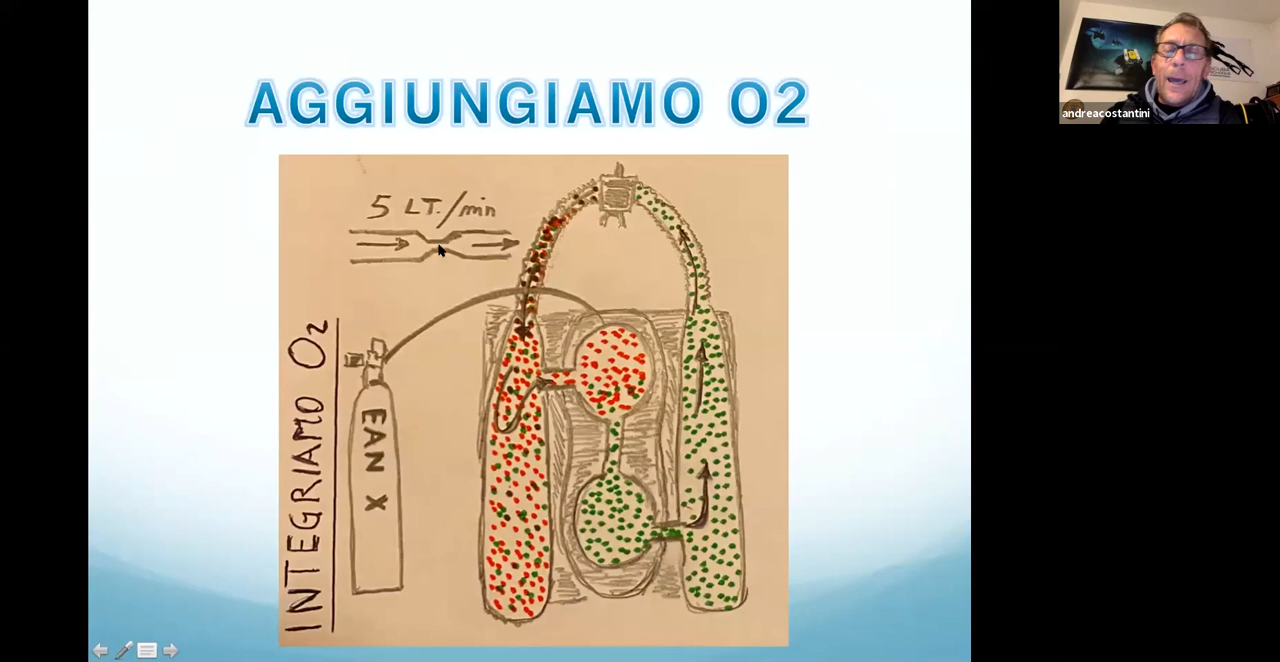 AGGIUNGIAMO O2
5 LT./min
INTEGRIAMO O2
EAN X
andreacostantini